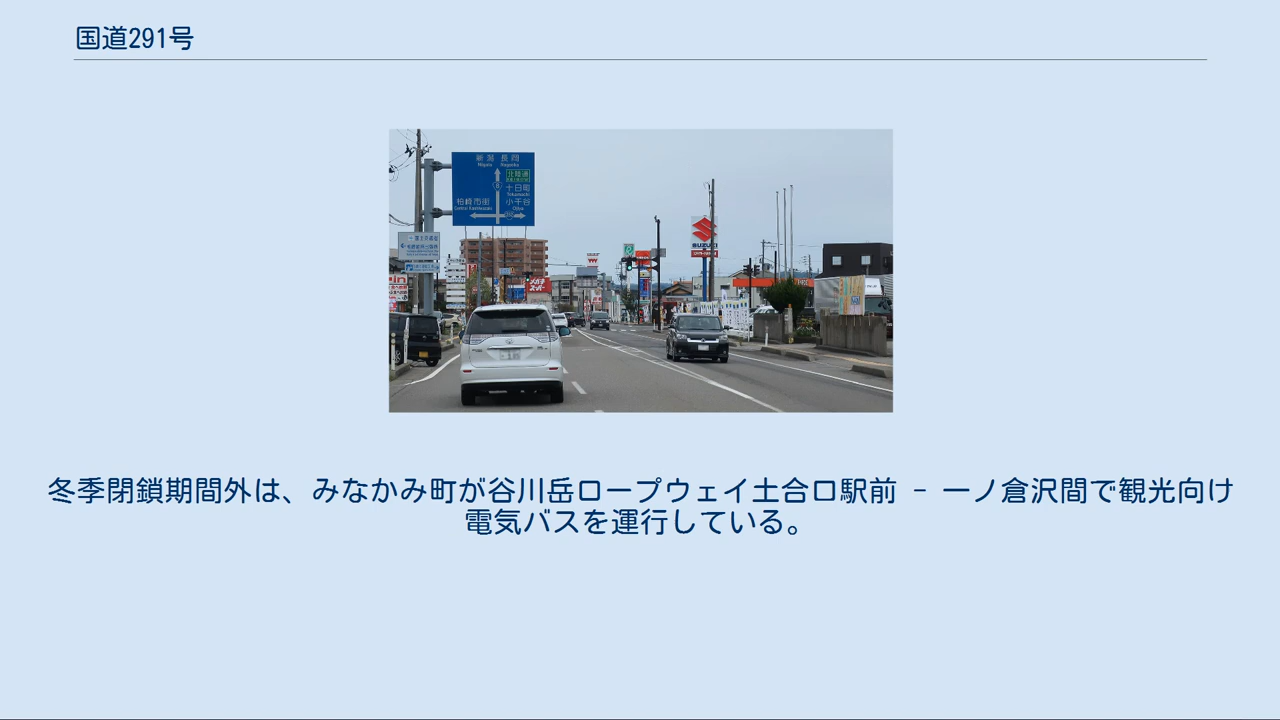 国道291号
新潟 長岡
Niigata Nagaoka
8
北陸道
十日町
Tokamachi
柏崎市街
小千谷
Ojiya
SUZUKI
冬季閉鎖期間外は、みなかみ町が谷川岳ロープウェイ土合口駅前 - 一ノ倉沢間で観光向け
電気バスを運行している。